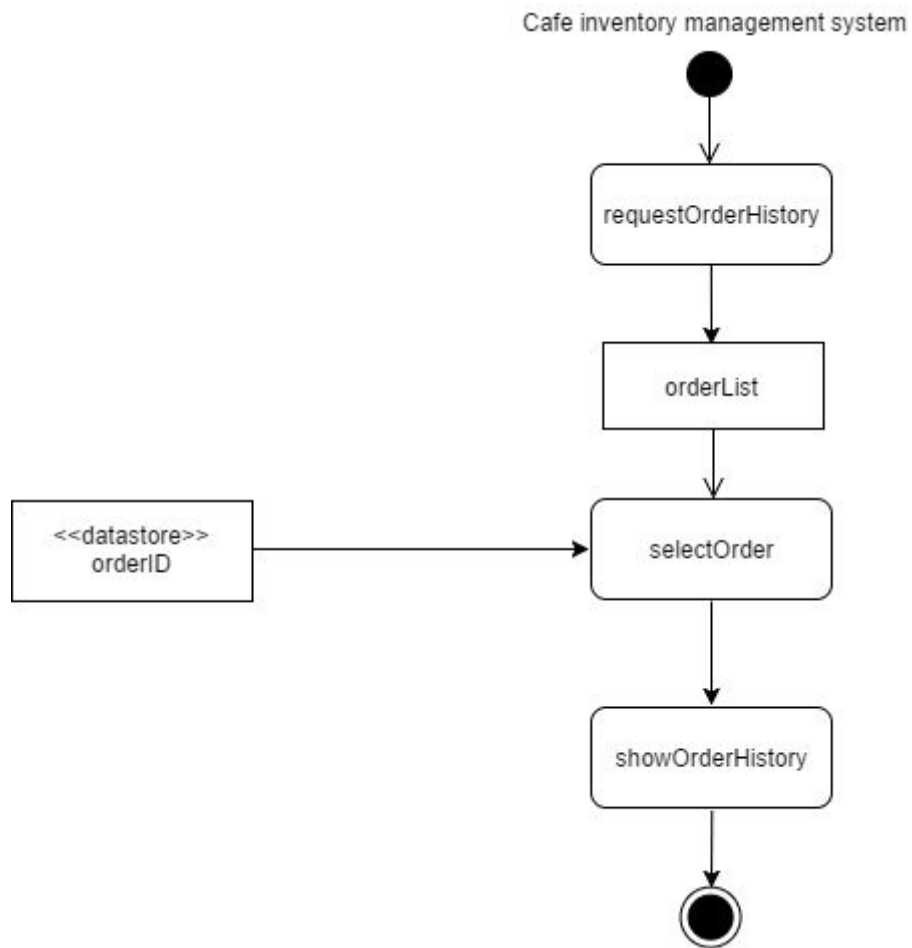 Cafe inventory management system
requestOrderHistory
orderList
<<datastore>>
orderID
selectOrder
showOrderHistory